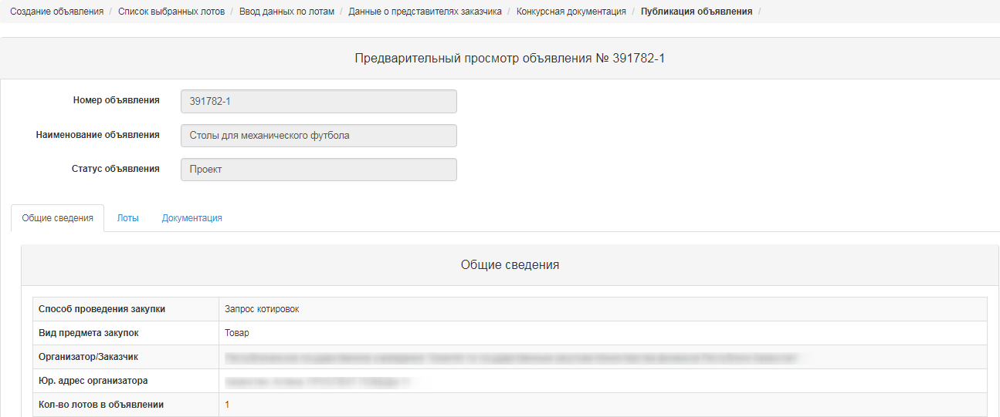 Создание объявления / Список выбранных лотов / Ввод данных по лотам / Данные о представителях заказчика / Конкурсная документация / Публикация объявления /
Предварительный просмотр объявления № 391782-1
Номер объявления 391782-1
Наименование объявления Столы для механического футбола
Статус объявления Проект
Общие сведения Лоты Документация
Общие сведения
Способ проведения закупки Запрос котировок
Вид предмета закупок Товар
Организатор/Заказчик
Юр. адрес организатора
Кол-во лотов в объявлении 1